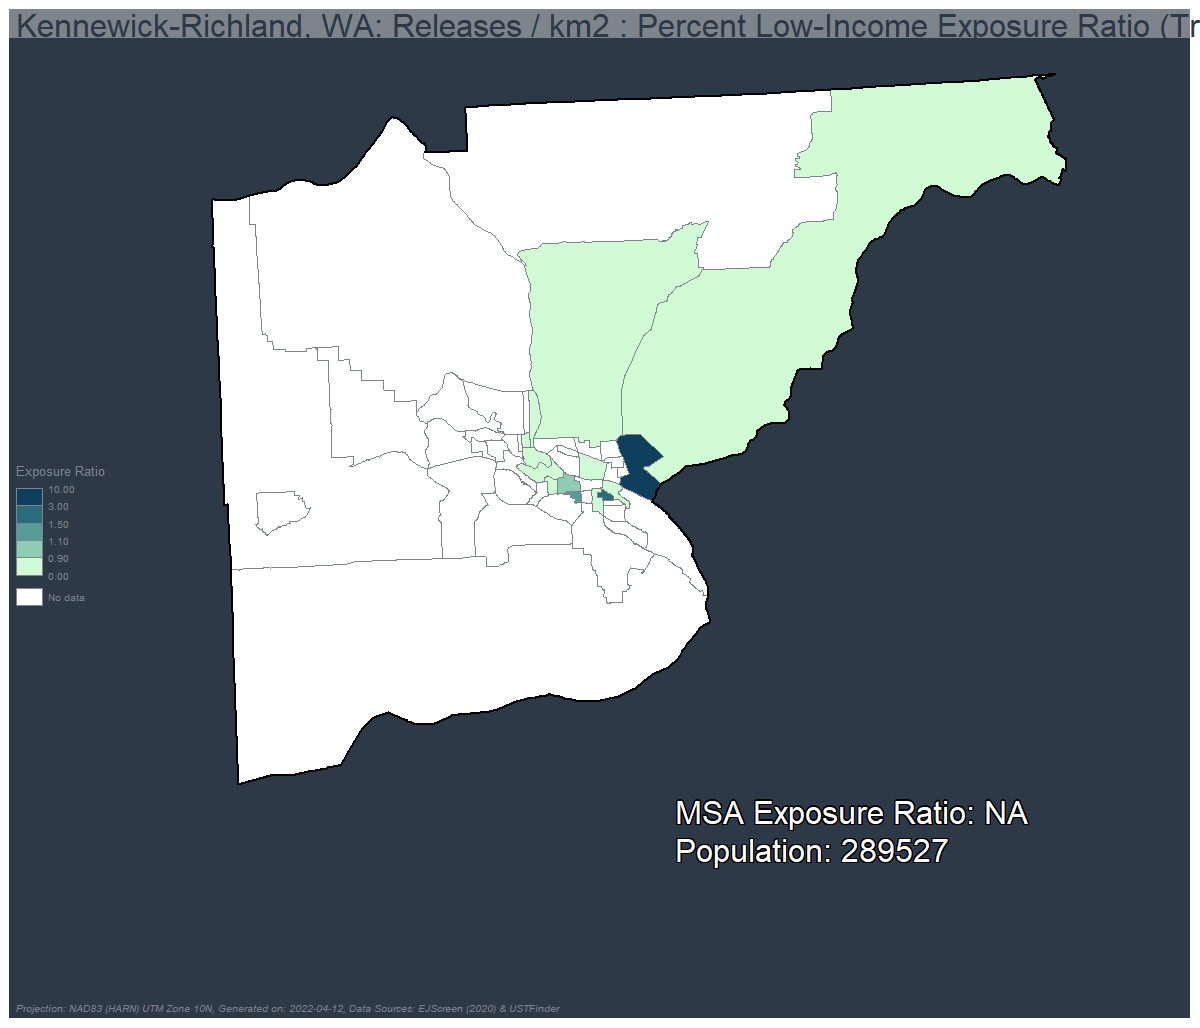 Kennewick-Richland, WA: Releases / km2 : Percent Low-Income Exposure Ratio (Tr
Exposure Ratio
10.00
3.00
1.50
1.10
0.90
0.00
No data
MSA Exposure Ratio: NA
Population: 289527
Projection: NAD83 (HARN) UTM Zone 10N, Generated on: 2022-04-12, Data Sources: EJScreen (2020) & USTFinder